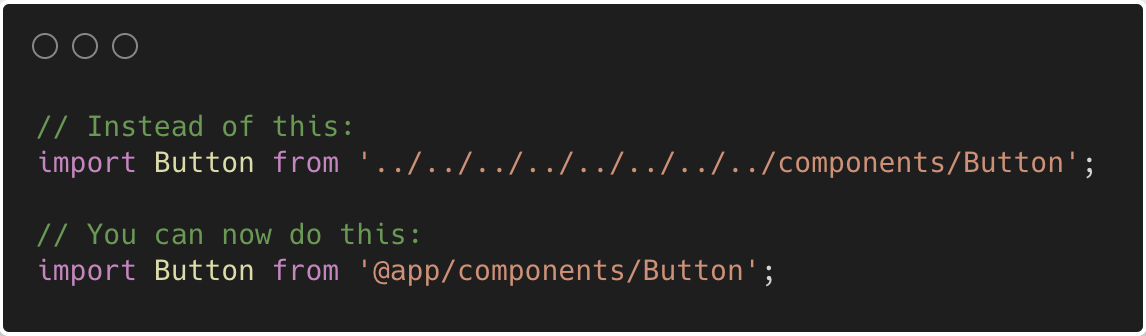 // Instead of this:
import Button from '../../../../../../../../components/Button';
// You can now do this:
import Button from '@app/components/Button';